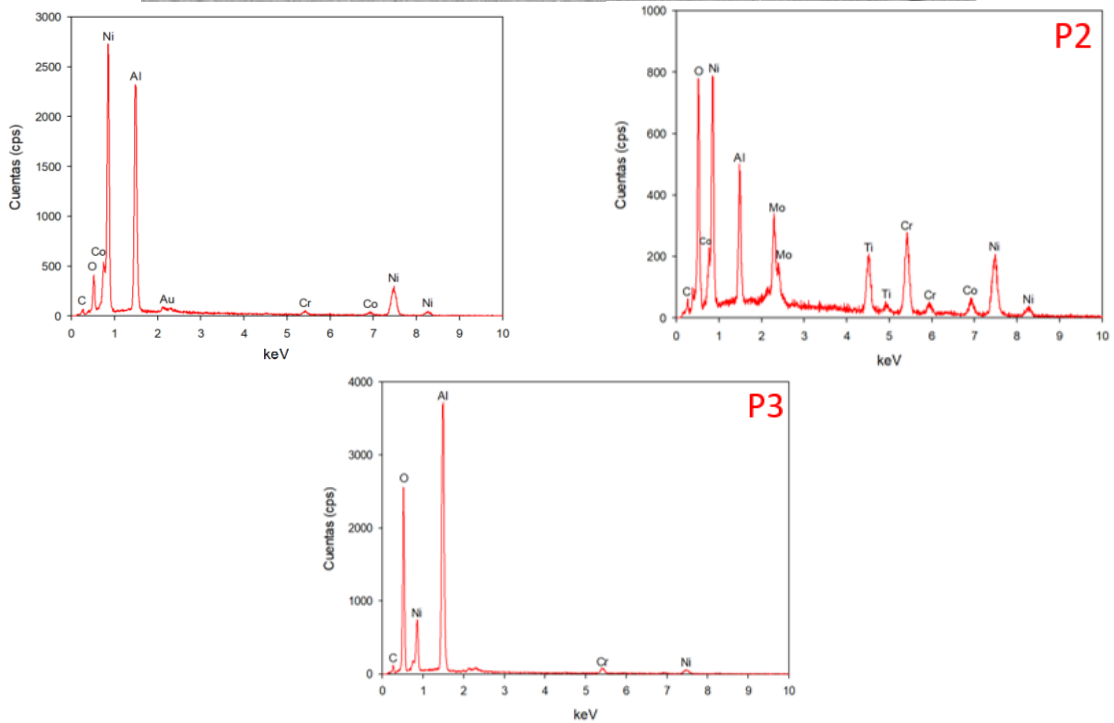 3000
2500
2000
1500
1000
500
0
Cuentas (cps)
Ni
Al
Co
O
C
Au
Cr
Co
Ni
Ni
0 1 2 3 4 5 6 7 8 9 10
keV
P2
1000
800
600
400
200
0
Cuentas (cps)
O
Ni
Al
Co
C
Mo
Mo
Ti
Ti
Cr
Cr
Co
Ni
Ni
0 1 2 3 4 5 6 7 8 9 10
keV
P3
4000
3000
2000
1000
0
Cuentas (cps)
Al
O
Ni
C
Cr
Ni
0 1 2 3 4 5 6 7 8 9 10
keV